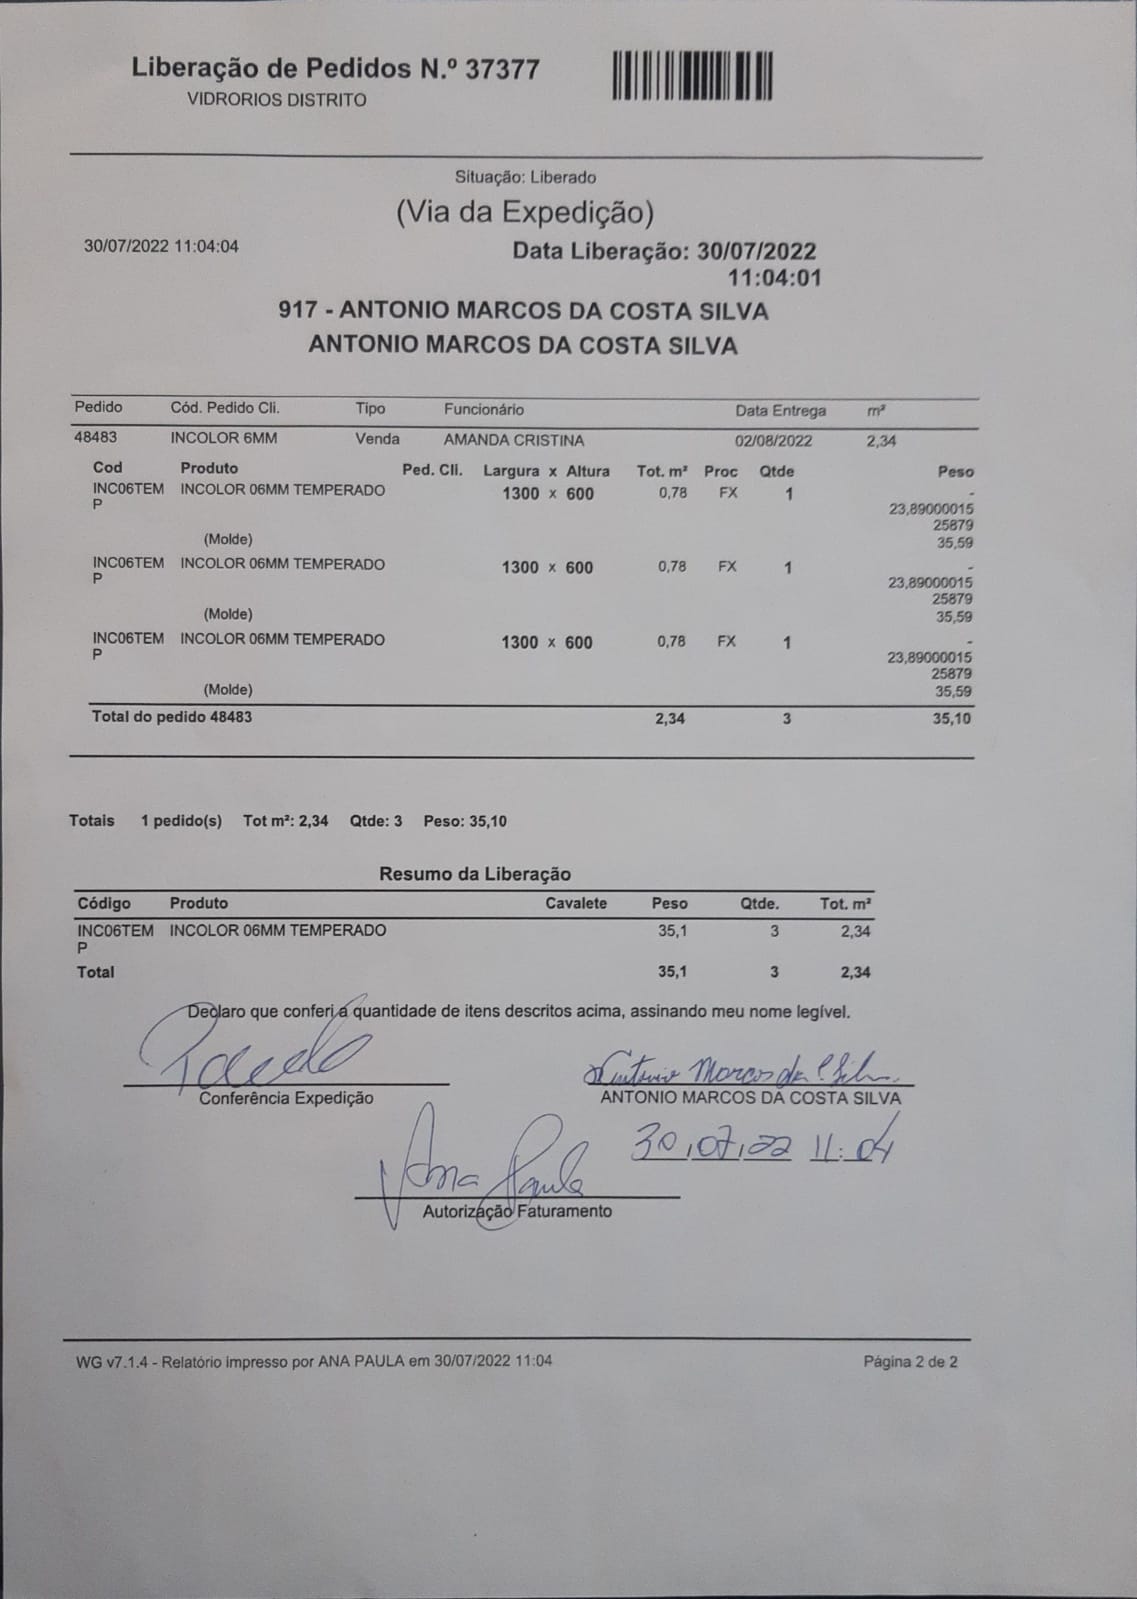 Liberação de Pedidos N.º 37377
VIDRORIOS DISTRITO
Situação: Liberado
(Via da Expedição)
30/07/2022 11:04:04 Data Liberação: 30/07/2022
11:04:01
917 - ANTONIO MARCOS DA COSTA SILVA
ANTONIO MARCOS DA COSTA SILVA
Pedido Cód. Pedido Cli. Tipo Funcionário Data Entrega m²
48483 INCOLOR 6MM Venda AMANDA CRISTINA 02/08/2022 2,34
Cod Produto Ped. Cli. Largura x Altura Tot. m² Proc Qtde Peso
INC06TEM INCOLOR 06MM TEMPERADO 1300 x 600 0,78 FX 1 -
P 23,89000015
25879
(Molde) 35,59
INC06TEM INCOLOR 06MM TEMPERADO 1300 x 600 0,78 FX 1 -
P 23,89000015
25879
(Molde) 35,59
INC06TEM INCOLOR 06MM TEMPERADO 1300 x 600 0,78 FX 1 -
P 23,89000015
25879
(Molde) 35,59
Total do pedido 48483 2,34 3 35,10
Totais 1 pedido(s) Tot m²: 2,34 Qtde: 3 Peso: 35,10
Resumo da Liberação
Código Produto Cavalete Peso Qtde. Tot. m²
INC06TEM INCOLOR 06MM TEMPERADO 35,1 3 2,34
P
Total 35,1 3 2,34
Declaro que conferi a quantidade de itens descritos acima, assinando meu nome legível.
Antonio Marcos da C. Silva
Conferência Expedição ANTONIO MARCOS DA COSTA SILVA
30,07,22 11:04
Ana Paula
Autorização Faturamento
WG v7.1.4 - Relatório impresso por ANA PAULA em 30/07/2022 11:04 Página 2 de 2